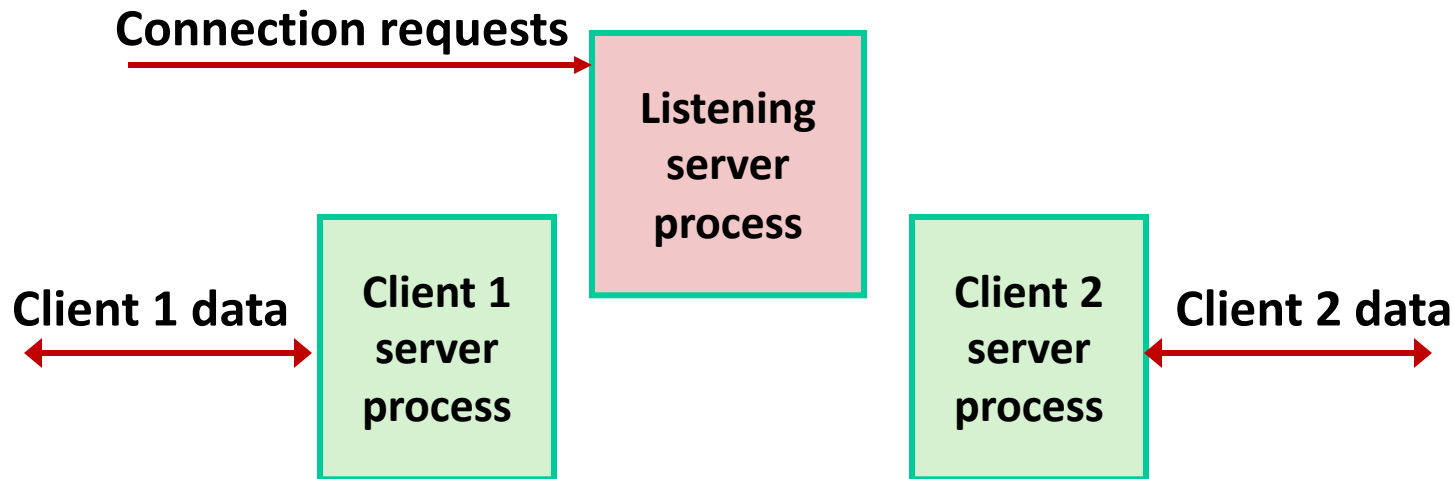 Connection requests
Listening
server
process
Client 1 data
Client 1
server
process
Client 2
server
process
Client 2 data